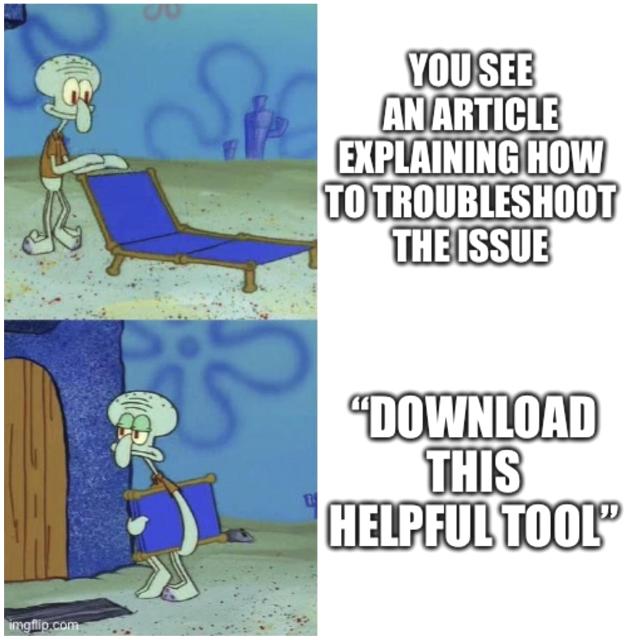 YOU SEE
AN ARTICLE
EXPLAINING HOW
TO TROUBLESHOOT
THE ISSUE
“DOWNLOAD
THIS
HELPFUL TOOL”
imgflip.com